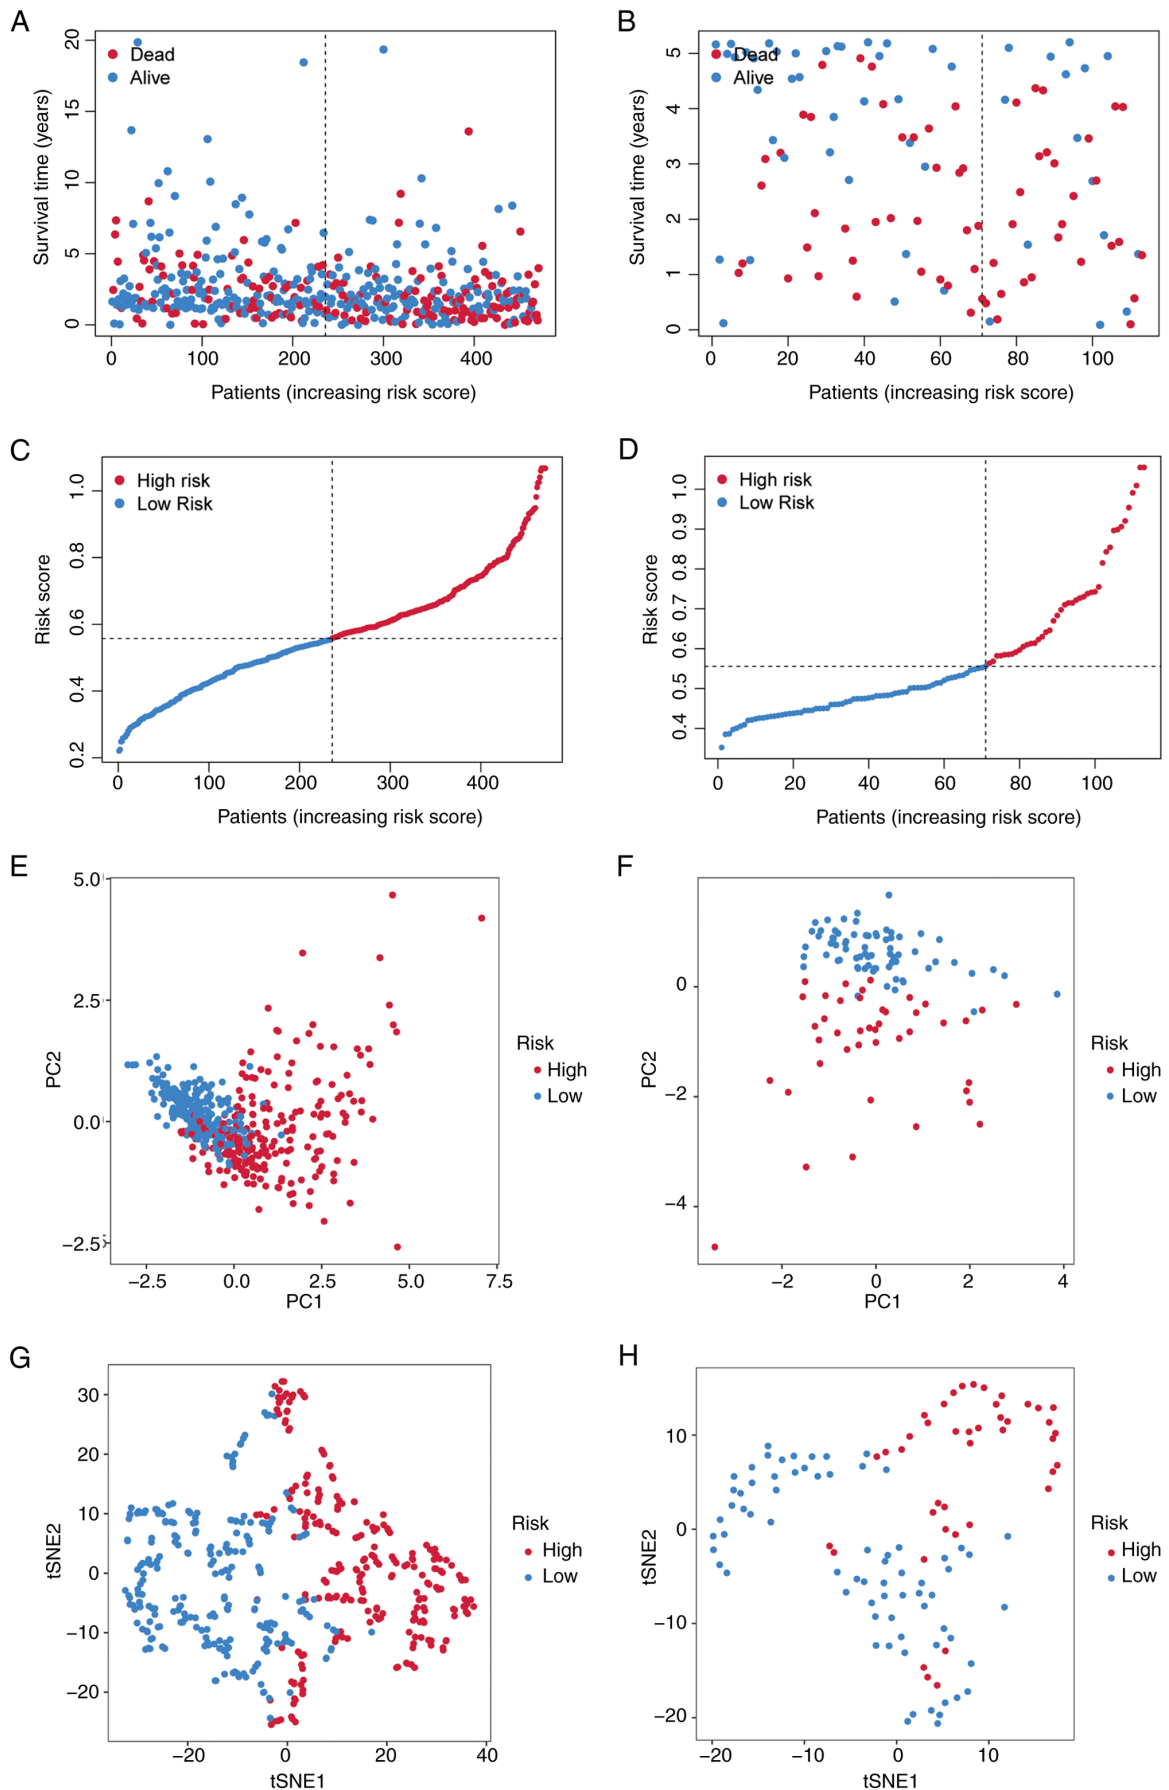 A
Survival time (years)
20
15
10
5
0
Dead
Alive
0 100 200 300 400
Patients (increasing risk score)
B
Survival time (years)
5
4
3
2
1
0
Dead
Alive
0 20 40 60 80 100
Patients (increasing risk score)
C
Risk score
1.0
0.8
0.6
0.4
0.2
High risk
Low Risk
0 100 200 300 400
Patients (increasing risk score)
D
Risk score
1.0
0.9
0.8
0.7
0.6
0.5
0.4
High risk
Low Risk
0 20 40 60 80 100
Patients (increasing risk score)
E
PC2
5.0
2.5
0.0
−2.5
−2.5 0.0 2.5 5.0 7.5
PC1
Risk
High
Low
F
PC2
0
−2
−4
−2 0 2 4
PC1
Risk
High
Low
G
tSNE2
30
20
10
0
−10
−20
−20 0 20 40
tSNE1
Risk
High
Low
H
tSNE2
10
0
−10
−20
−20 −10 0 10
tSNE1
Risk
High
Low